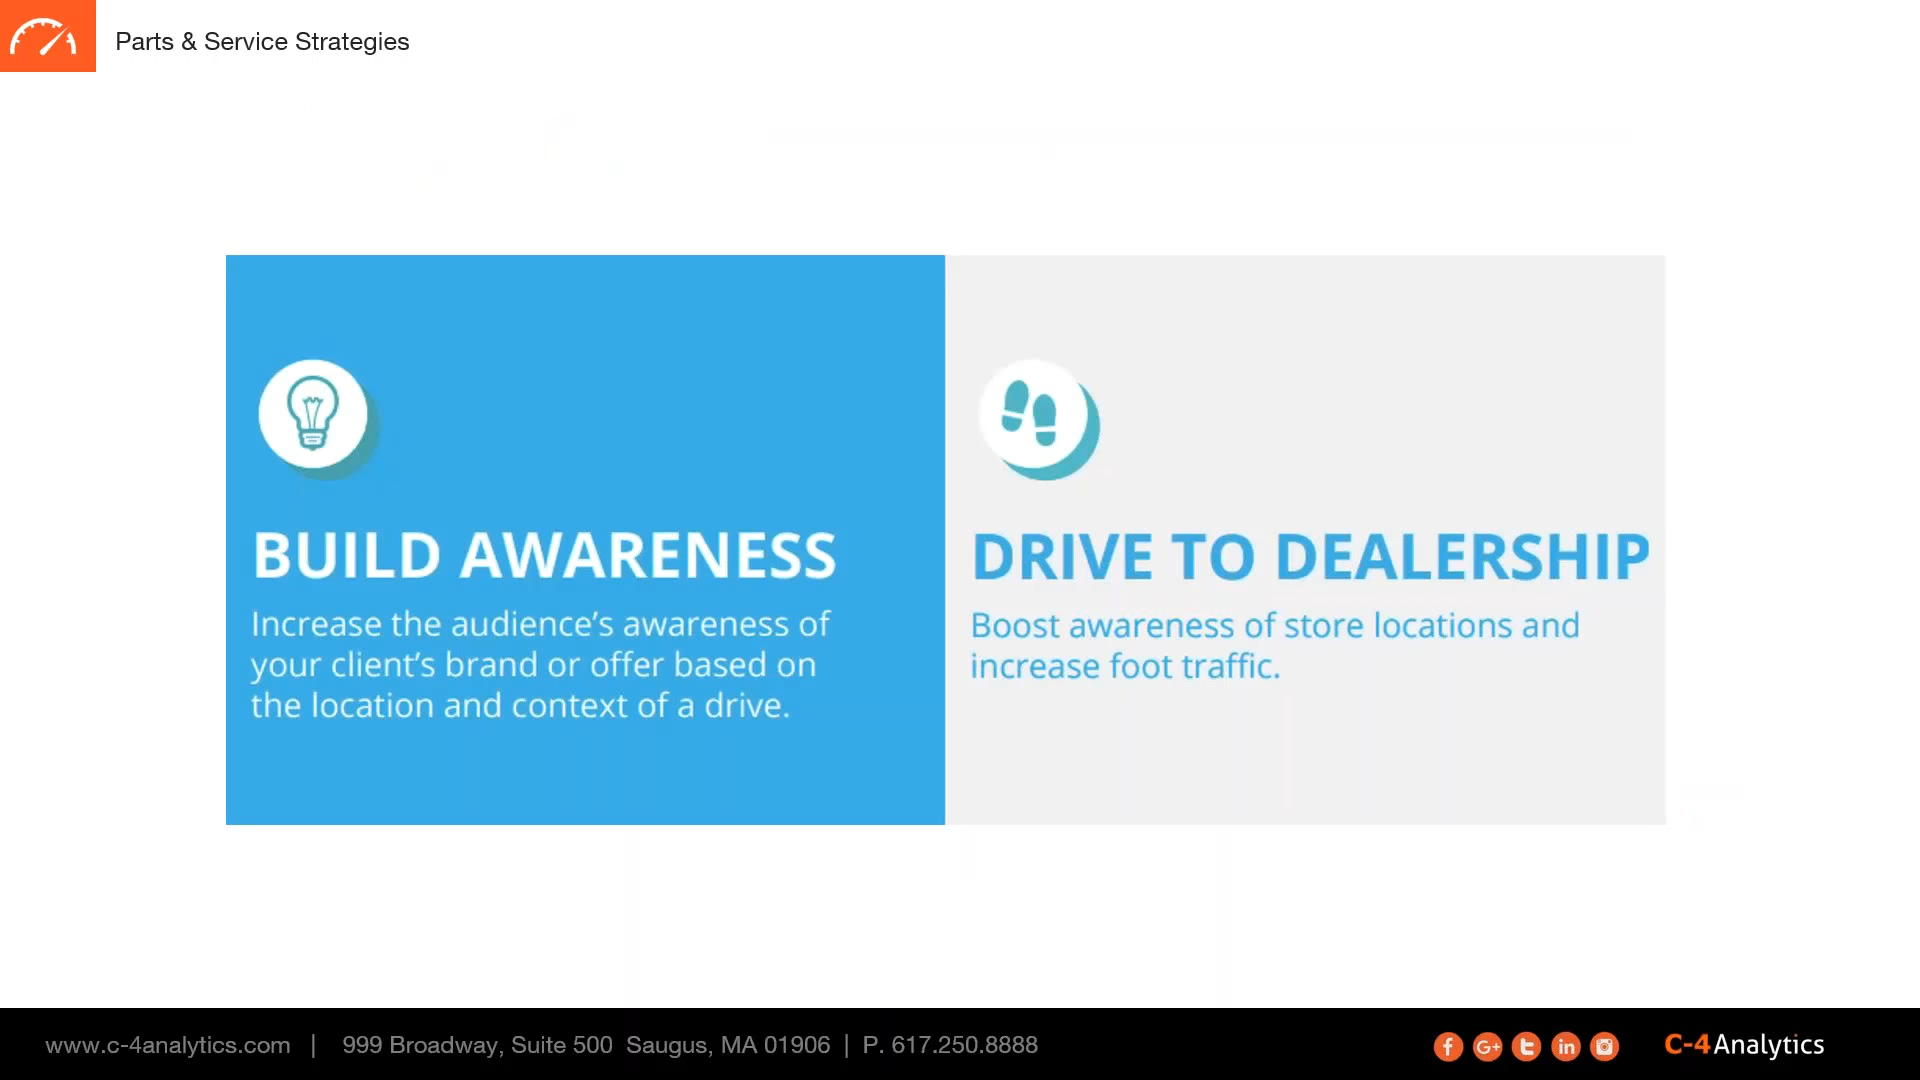 Parts & Service Strategies
BUILD AWARENESS
Increase the audience’s awareness of
your client’s brand or offer based on
the location and context of a drive.
DRIVE TO DEALERSHIP
Boost awareness of store locations and
increase foot traffic.
www.c-4analytics.com | 999 Broadway, Suite 500 Saugus, MA 01906 | P. 617.250.8888
f G+ t in
C-4Analytics